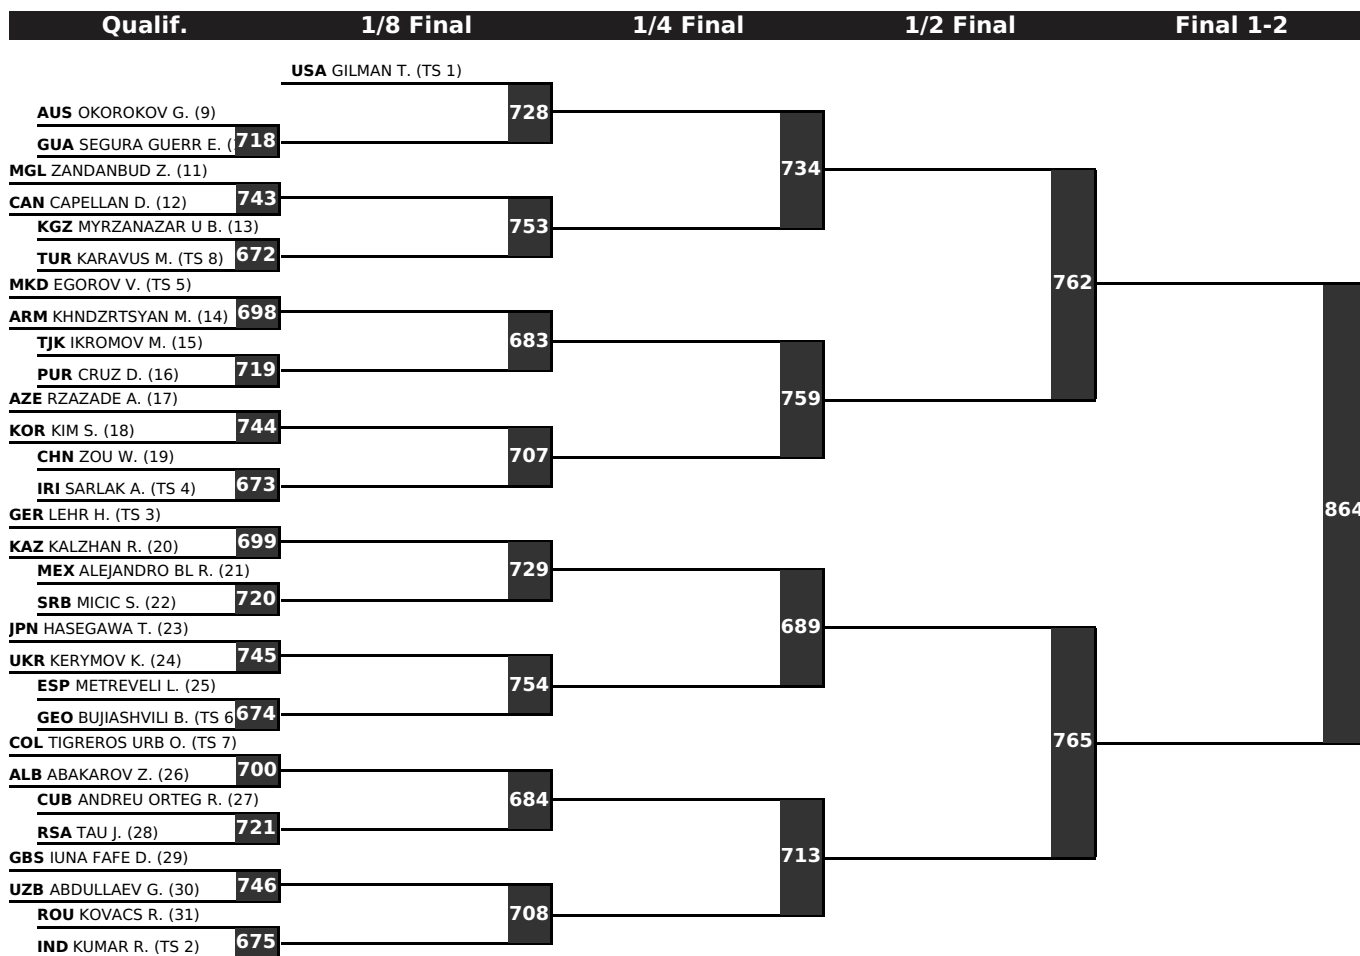 Qualif. 1/8 Final 1/4 Final 1/2 Final Final 1-2
USA GILMAN T. (TS 1)
AUS OKOROKOV G. (9)
728
GUA SEGURA GUERR E. ( 718
MGL ZANDANBUD Z. (11)
734
CAN CAPELLAN D. (12) 743
KGZ MYRZANAZAR U B. (13)
753
TUR KARAVUS M. (TS 8) 672
MKD EGOROV V. (TS 5)
762
ARM KHNDZRTSYAN M. (14) 698
TJK IKROMOV M. (15)
683
PUR CRUZ D. (16) 719
AZE RZAZADE A. (17)
759
KOR KIM S. (18) 744
CHN ZOU W. (19)
707
IRI SARLAK A. (TS 4) 673
GER LEHR H. (TS 3)
864
KAZ KALZHAN R. (20) 699
MEX ALEJANDRO BL R. (21)
729
SRB MICIC S. (22) 720
JPN HASEGAWA T. (23)
689
UKR KERYMOV K. (24) 745
ESP METREVELI L. (25)
754
GEO BUJIASHVILI B. (TS 6 674
COL TIGREROS URB O. (TS 7)
765
ALB ABAKAROV Z. (26) 700
CUB ANDREU ORTEG R. (27)
684
RSA TAU J. (28) 721
GBS IUNA FAFE D. (29)
713
UZB ABDULLAEV G. (30) 746
ROU KOVACS R. (31)
708
IND KUMAR R. (TS 2) 675